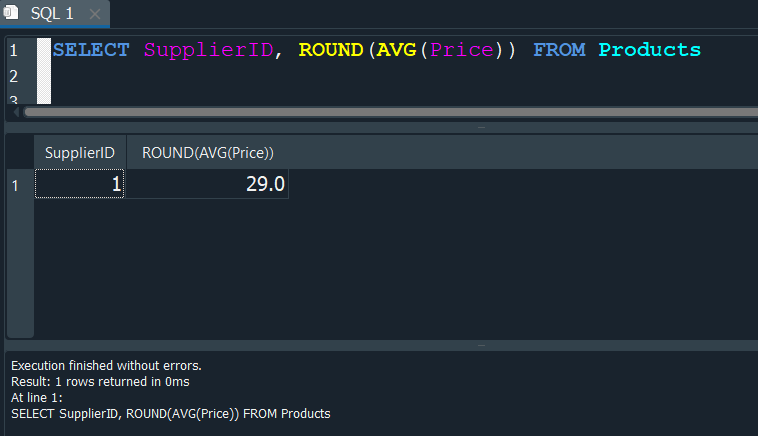 SQL 1
1 SELECT SupplierID, ROUND(AVG(Price)) FROM Products
2
3
SupplierID ROUND(AVG(Price))
1 1 29.0
Execution finished without errors.
Result: 1 rows returned in 0ms
At line 1:
SELECT SupplierID, ROUND(AVG(Price)) FROM Products